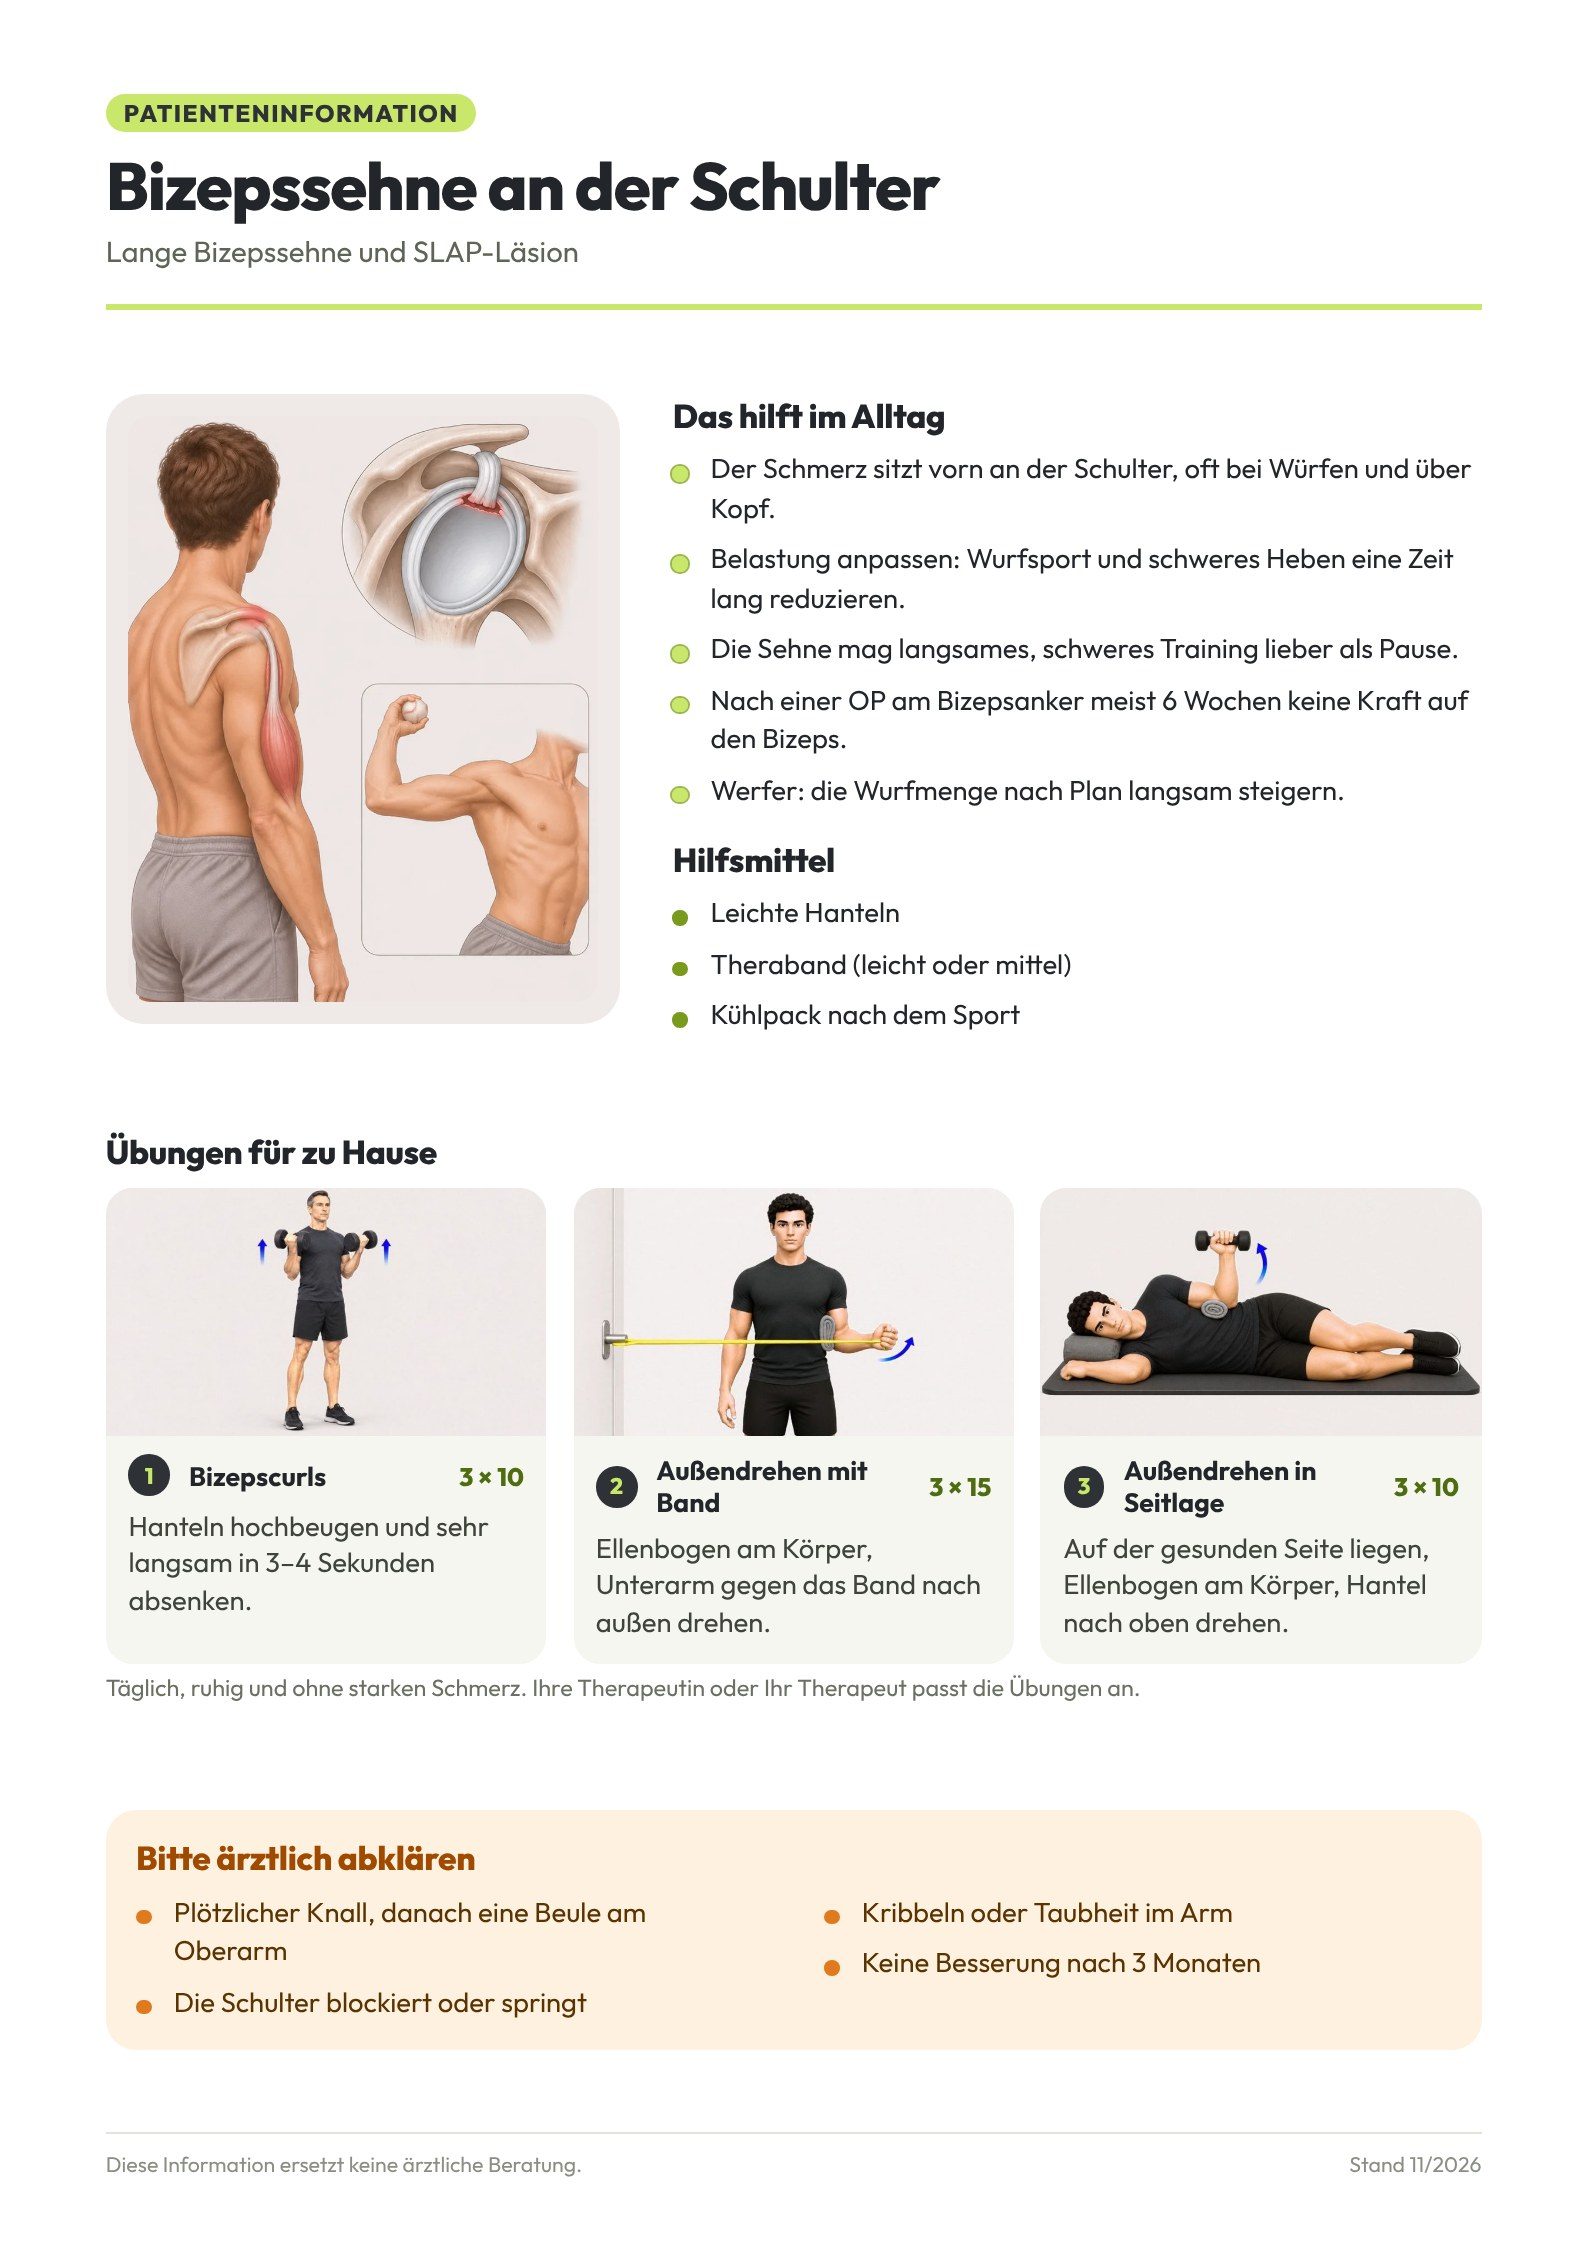 PATIENTENINFORMATION
Bizepssehne an der Schulter
Lange Bizepssehne und SLAP-Läsion
Das hilft im Alltag
Der Schmerz sitzt vorn an der Schulter, oft bei Würfen und über
Kopf.
Belastung anpassen: Wurfsport und schweres Heben eine Zeit
lang reduzieren.
Die Sehne mag langsames, schweres Training lieber als Pause.
Nach einer OP am Bizepsanker meist 6 Wochen keine Kraft auf
den Bizeps.
Werfer: die Wurfmenge nach Plan langsam steigern.
Hilfsmittel
Leichte Hanteln
Theraband (leicht oder mittel)
Kühlpack nach dem Sport
Übungen für zu Hause
1 Bizepscurls 3 × 10
Hanteln hochbeugen und sehr
langsam in 3–4 Sekunden
absenken.
2 Außendrehen mit
Band 3 × 15
Ellenbogen am Körper,
Unterarm gegen das Band nach
außen drehen.
3 Außendrehen in
Seitlage 3 × 10
Auf der gesunden Seite liegen,
Ellenbogen am Körper, Hantel
nach oben drehen.
Täglich, ruhig und ohne starken Schmerz. Ihre Therapeutin oder Ihr Therapeut passt die Übungen an.
Bitte ärztlich abklären
Plötzlicher Knall, danach eine Beule am
Oberarm
Die Schulter blockiert oder springt
Kribbeln oder Taubheit im Arm
Keine Besserung nach 3 Monaten
Diese Information ersetzt keine ärztliche Beratung.
Stand 11/2026